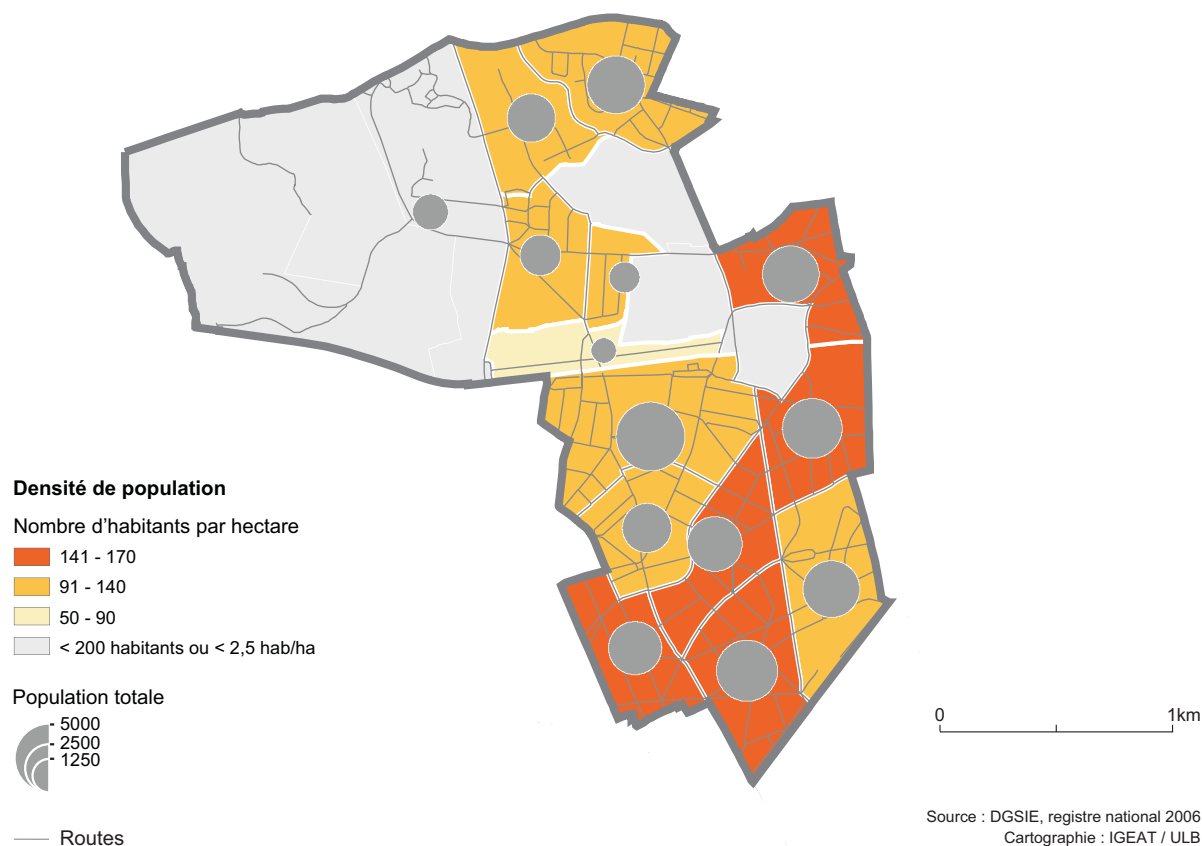 Densité de population
Nombre d'habitants par hectare
141 - 170
91 - 140
50 - 90
< 200 habitants ou < 2,5 hab/ha
Population totale
5000
2500
1250
Routes
0 1km
Source : DGSIE, registre national 2006
Cartographie : IGEAT / ULB